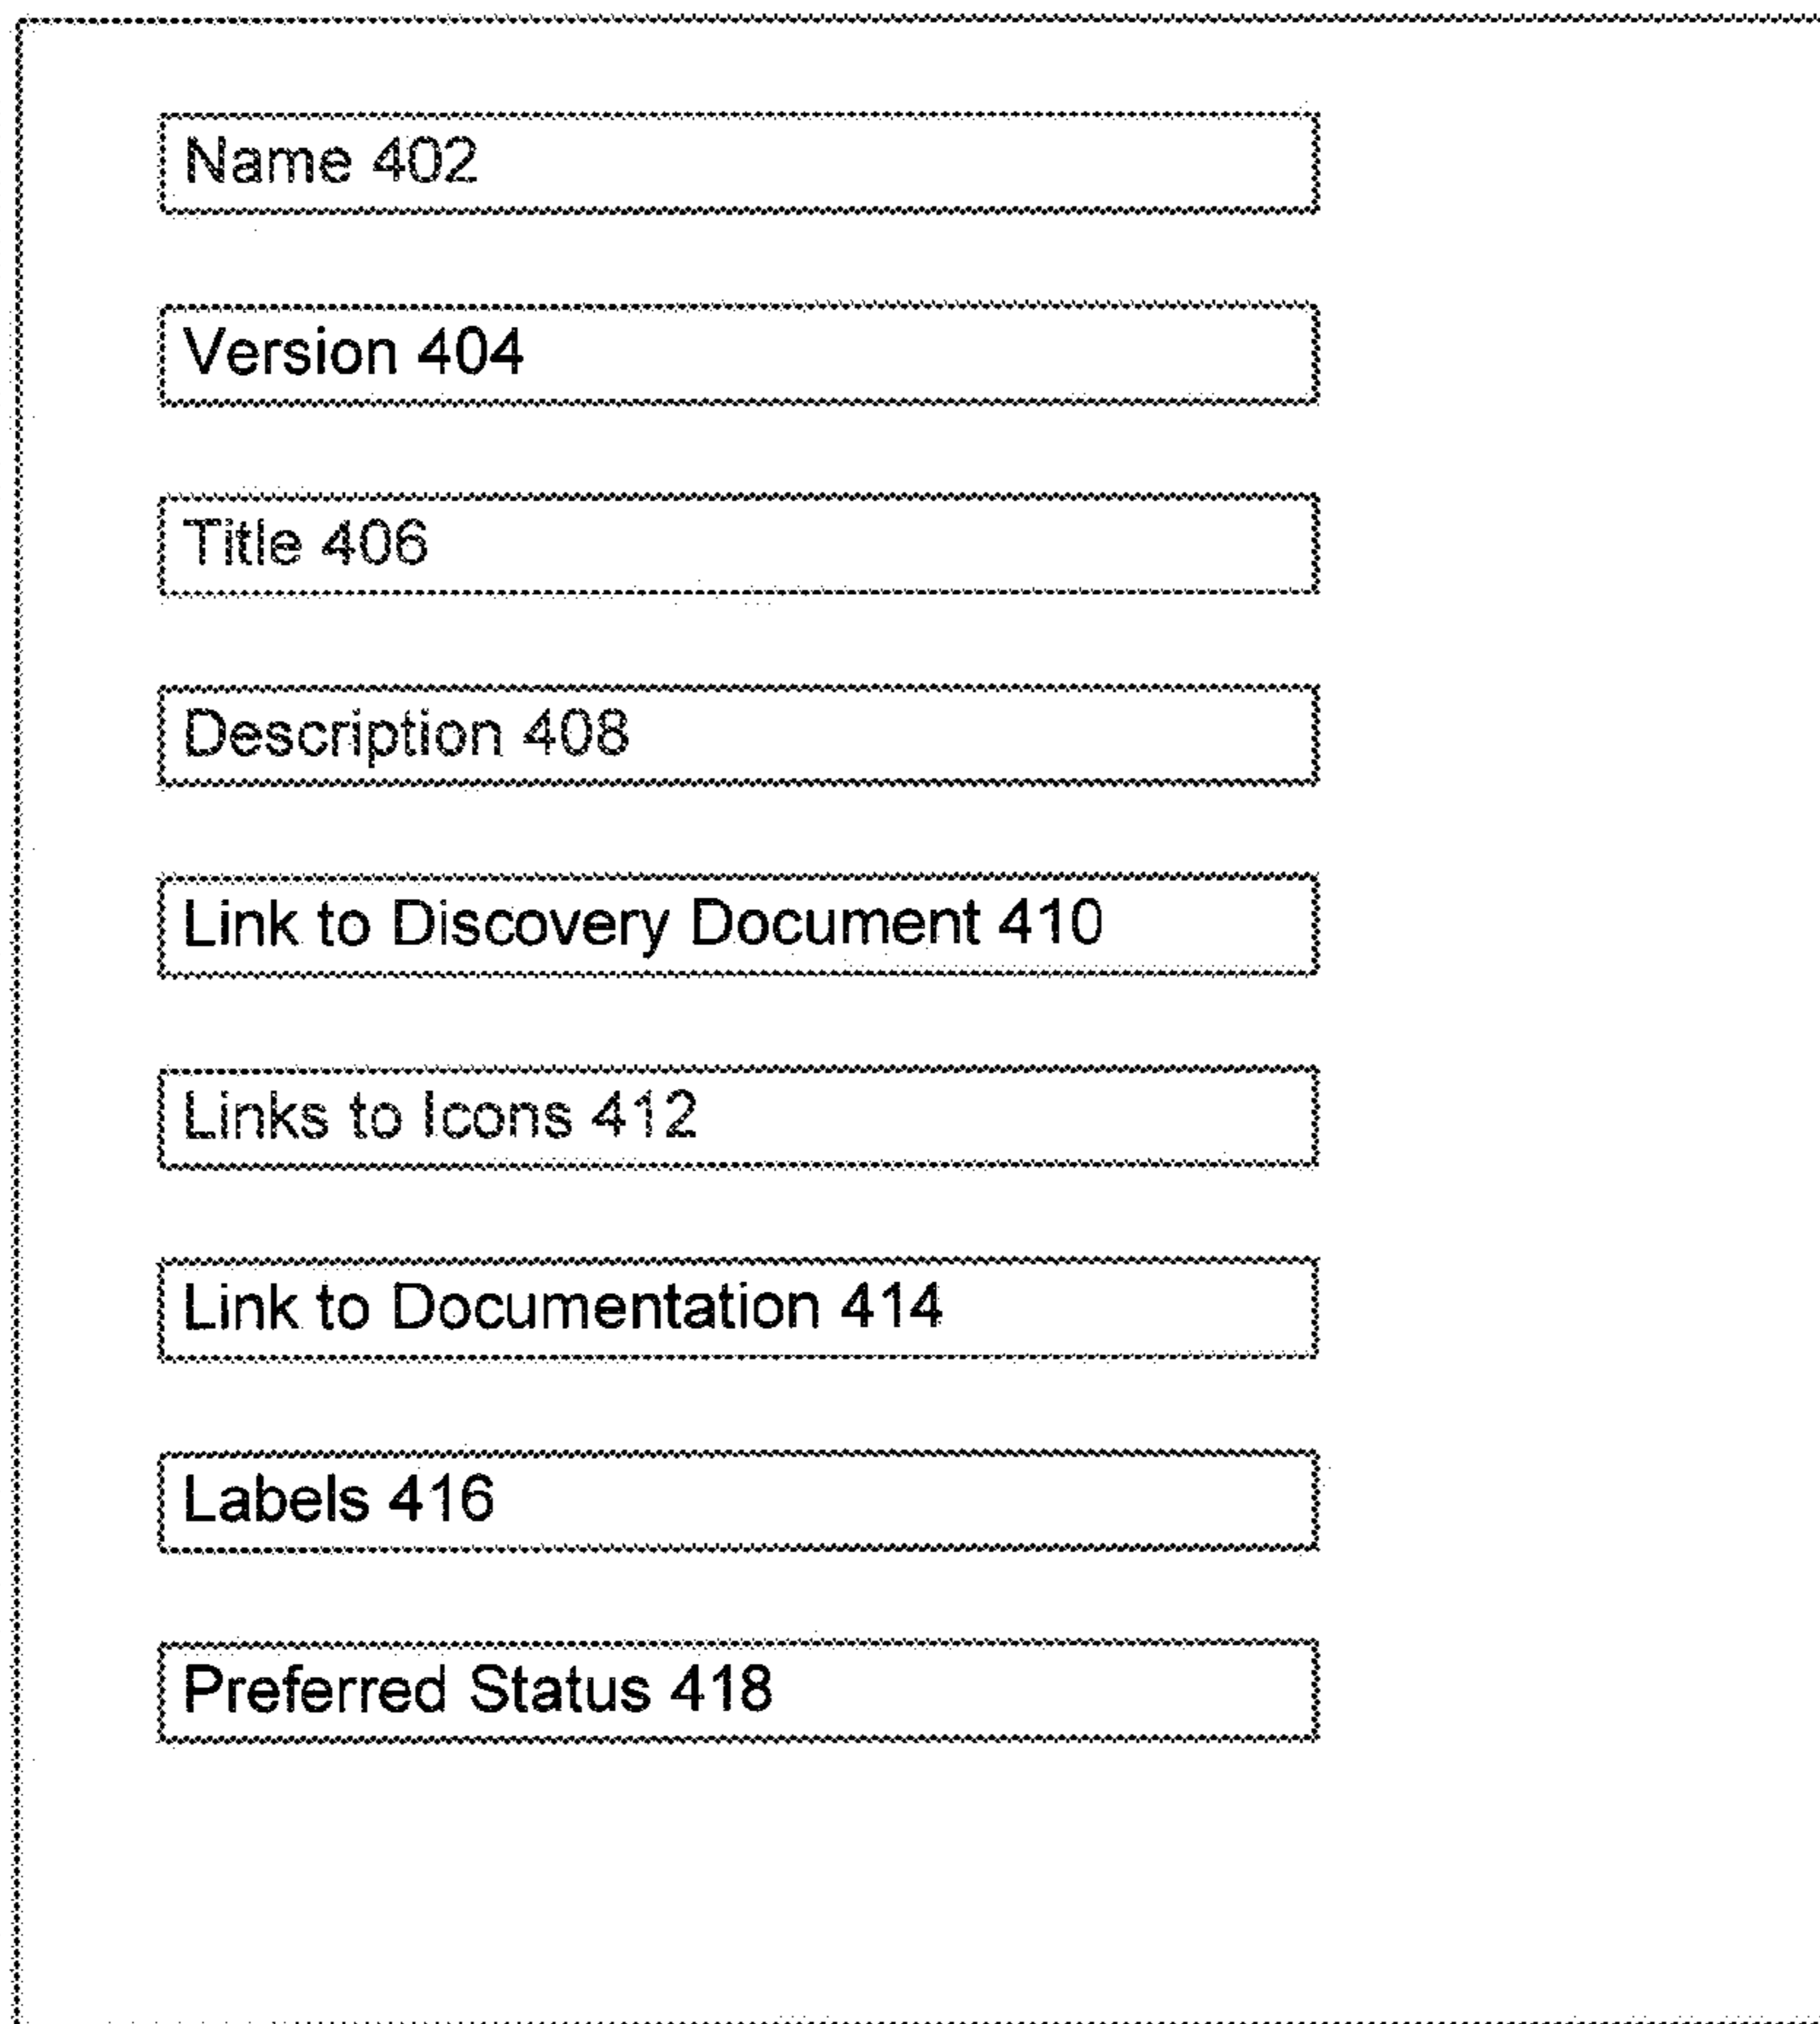 Name 402
Version 404
Title 406
Description 408
Link to Discovery Document 410
Links to Icons 412
Link to Documentation 414
Labels 416
Preferred Status 418